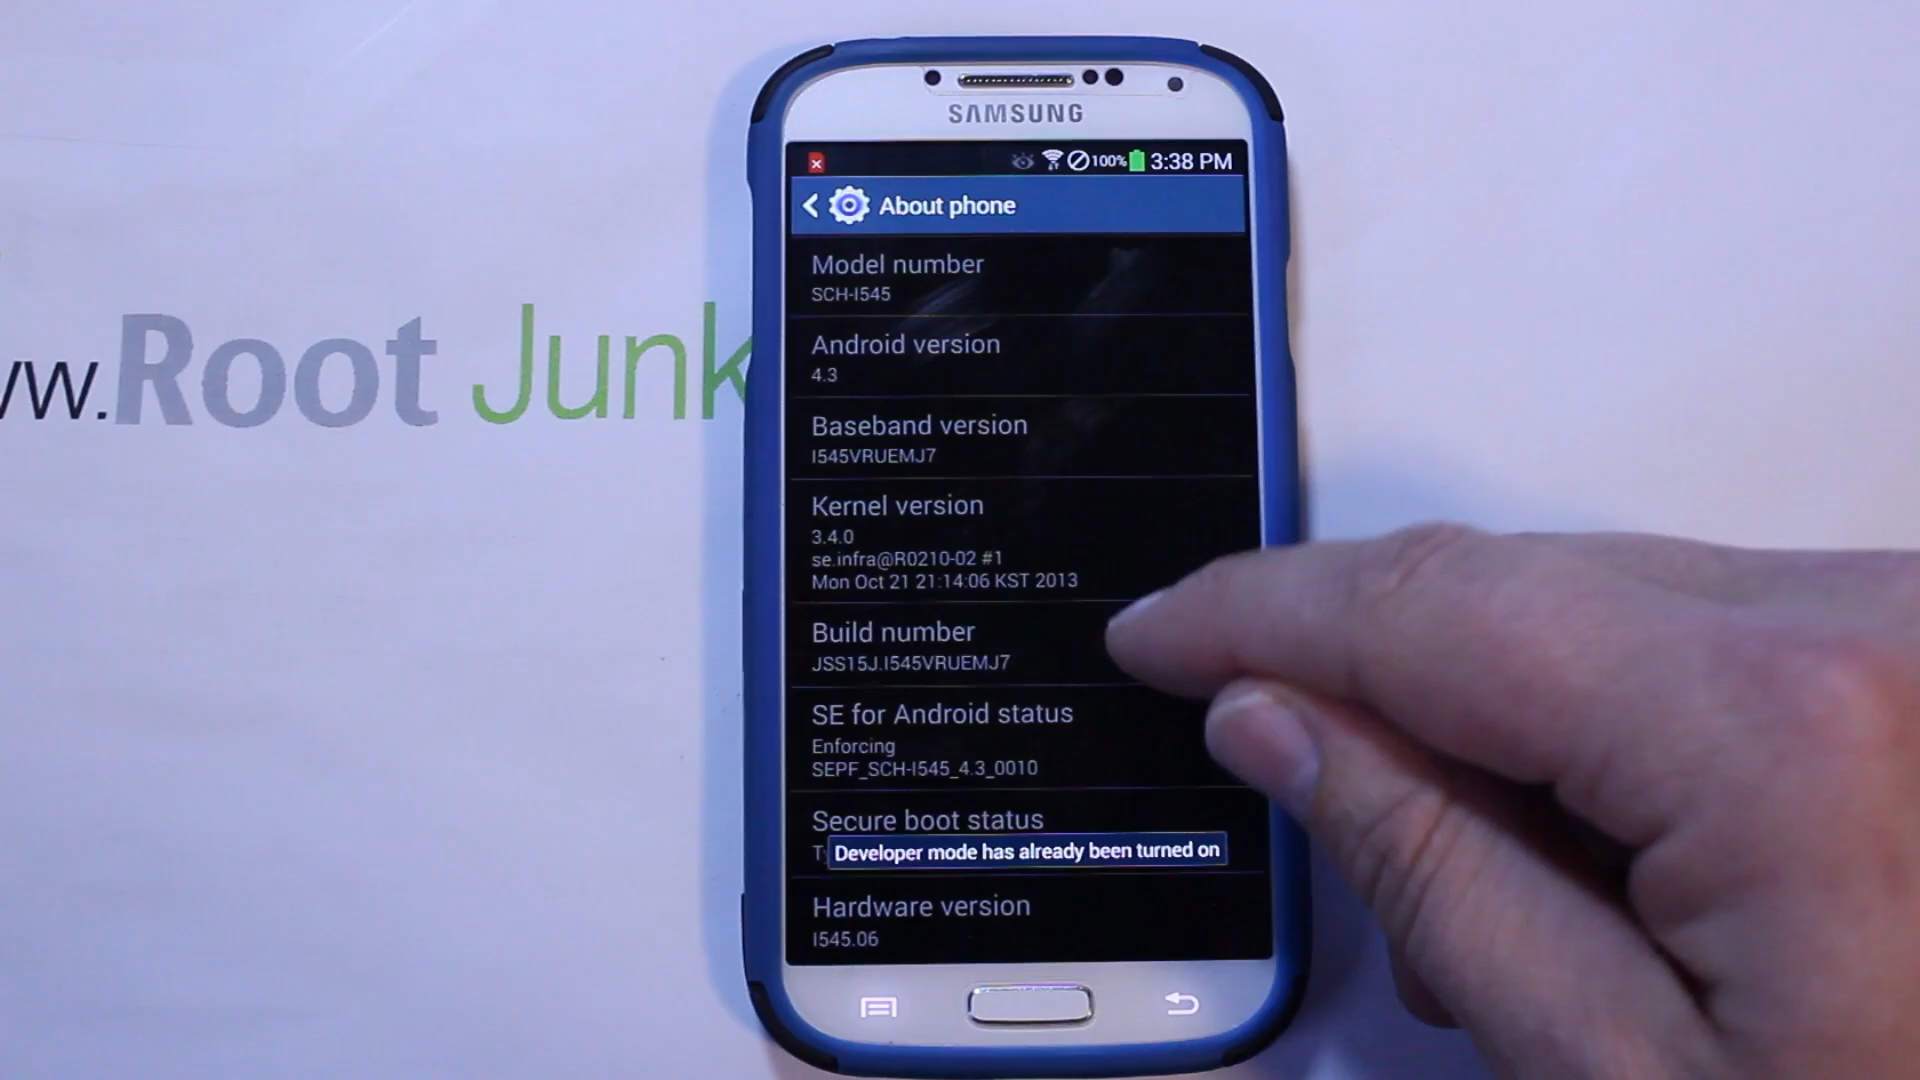 SAMSUNG
100% 3:38 PM
About phone
Model number
SCH-I545
Android version
4.3
Baseband version
I545VRUEMJ7
Kernel version
3.4.0
se.infra@R0210-02 #1
Mon Oct 21 21:14:06 KST 2013
Build number
JSS15J.I545VRUEMJ7
SE for Android status
Enforcing
SEPF_SCH-I545_4.3_0010
Secure boot status
Developer mode has already been turned on
Hardware version
I545.06
Root Junk